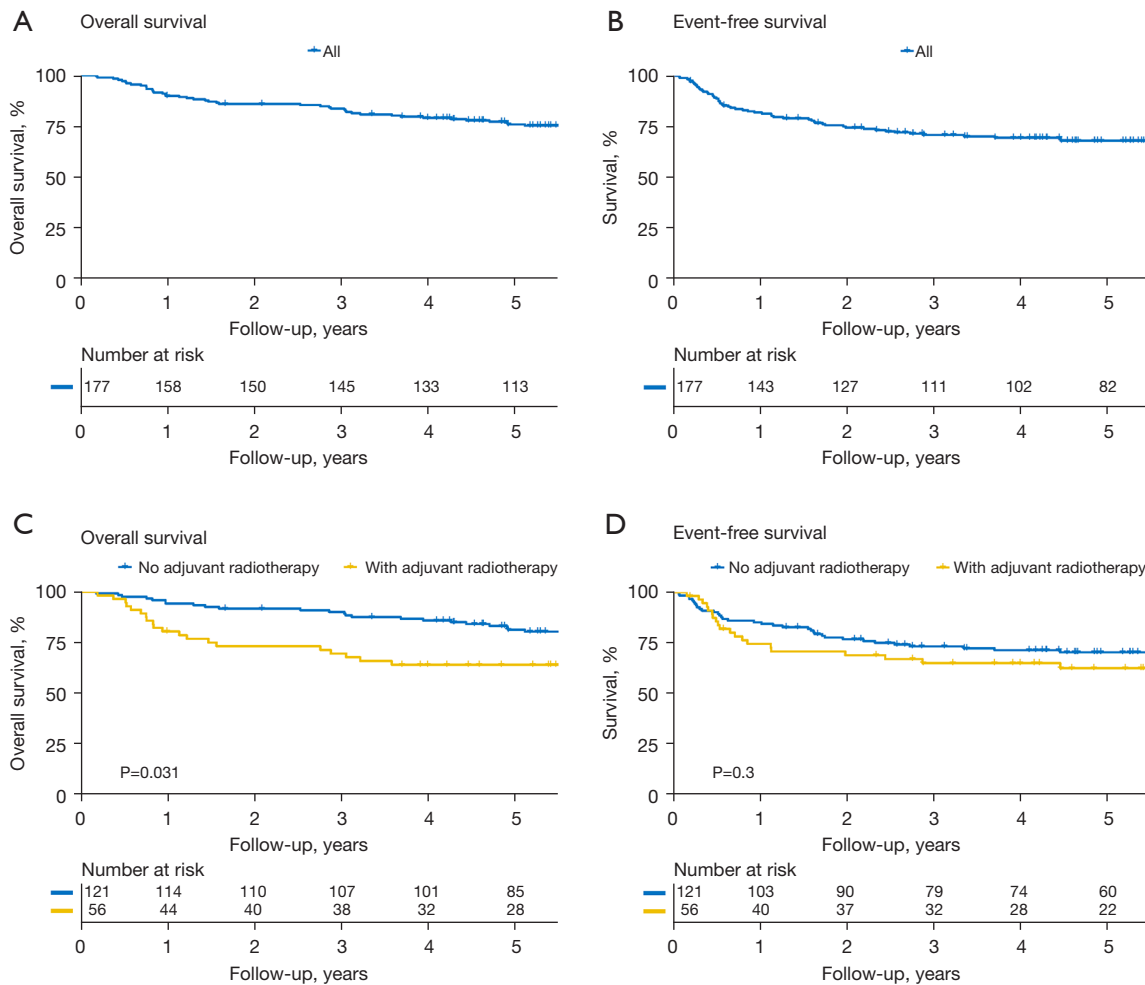 A Overall survival
All
Overall survival, %
100
75
50
25
0
0 1 2 3 4 5
Follow-up, years
Number at risk
177 158 150 145 133 113
0 1 2 3 4 5
Follow-up, years
B Event-free survival
All
Survival, %
100
75
50
25
0
0 1 2 3 4 5
Follow-up, years
Number at risk
177 143 127 111 102 82
0 1 2 3 4 5
Follow-up, years
C Overall survival
No adjuvant radiotherapy With adjuvant radiotherapy
Overall survival, %
100
75
50
25
0
P=0.031
0 1 2 3 4 5
Follow-up, years
Number at risk
121 114 110 107 101 85
56 44 40 38 32 28
0 1 2 3 4 5
Follow-up, years
D Event-free survival
No adjuvant radiotherapy With adjuvant radiotherapy
Survival, %
100
75
50
25
0
P=0.3
0 1 2 3 4 5
Follow-up, years
Number at risk
121 103 90 79 74 60
56 40 37 32 28 22
0 1 2 3 4 5
Follow-up, years